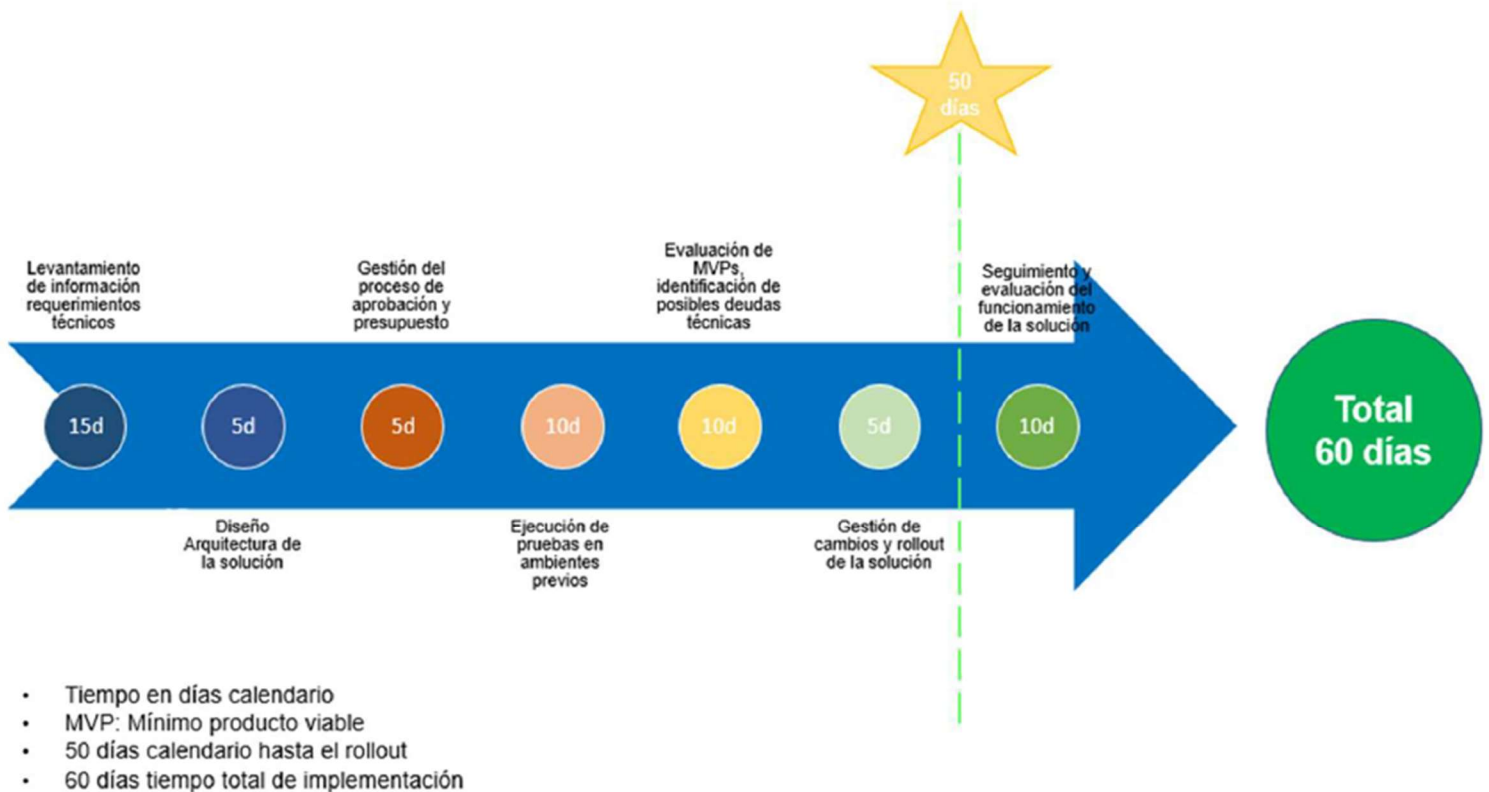 50
días
Levantamiento
de información
requerimientos
técnicos
Gestión del
proceso de
aprobación y
presupuesto
Evaluación de
MVPs,
identificación de
posibles deudas
técnicas
Seguimiento y
evaluación del
funcionamiento
de la solución
15d
5d
5d
10d
10d
5d
10d
Total
60 días
Diseño
Arquitectura de
la solución
Ejecución de
pruebas en
ambientes
previos
Gestión de
cambios y rollout
de la solución
• Tiempo en días calendario
• MVP: Mínimo producto viable
• 50 días calendario hasta el rollout
• 60 días tiempo total de implementación